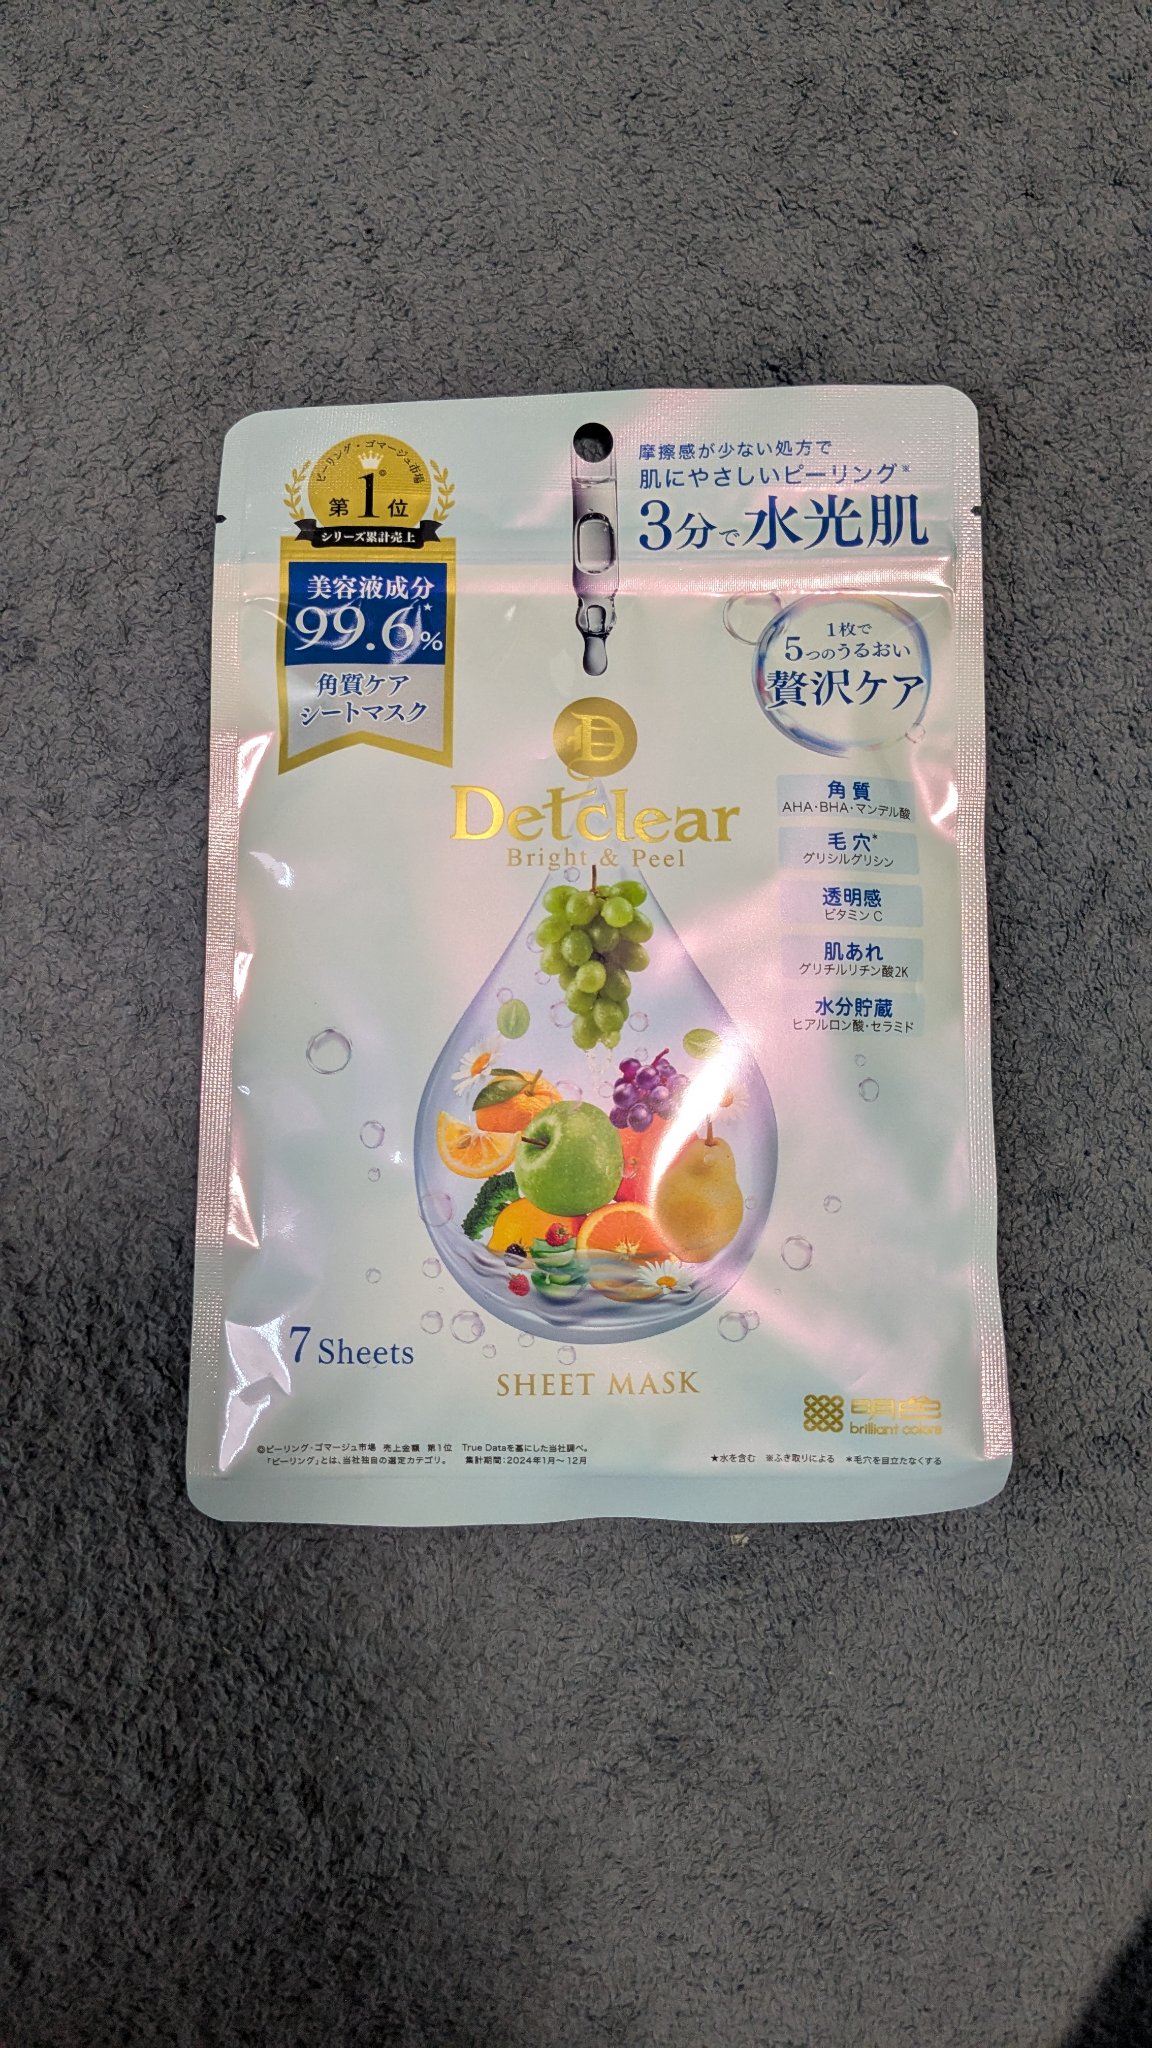 ピーリング・ゴマージュ市場
第1◎位
シリーズ累計売上
美容液成分
99.6★%
角質ケア
シートマスク
摩擦感が少ない処方で
肌にやさしいピーリング※
3分で水光肌
1枚で
5つのうるおい
贅沢ケア
D
Detclear
Bright & Peel
角質
AHA・BHA・マンデル酸
毛穴*
グリシルグリシン
透明感
ビタミンC
肌あれ
グリチルリチン酸2K
水分貯蔵
ヒアルロン酸・セラミド
7 Sheets
SHEET MASK
明色
brilliant colors
◎ピーリング・ゴマージュ市場 売上金額 第1位 True Dataを基にした当社調べ。
「ピーリング」とは、当社独自の選定カテゴリ。 集計期間：2024年1月〜12月
★水を含む ※ふき取りによる *毛穴を目立たなくする